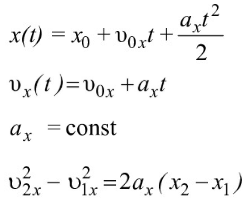 x(t) = x₀ + υ₀ₓt + aₓt²/2
υₓ(t)=υ₀ₓ+aₓt
aₓ = const
υ²₂ₓ − υ²₁ₓ=2aₓ(x₂−x₁)